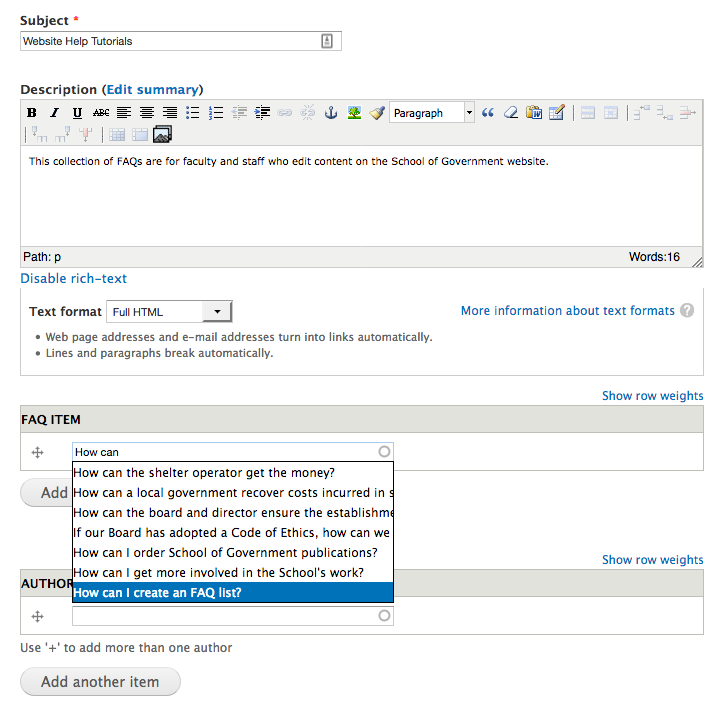 Subject *
Website Help Tutorials
Description (Edit summary)
B I U ABC Paragraph
This collection of FAQs are for faculty and staff who edit content on the School of Government website.
Path: p Words:16
Disable rich-text
Text format Full HTML More information about text formats ?
• Web page addresses and e-mail addresses turn into links automatically.
• Lines and paragraphs break automatically.
Show row weights
FAQ ITEM
How can
How can the shelter operator get the money?
How can a local government recover costs incurred in s
How can the board and director ensure the establishme
Add
If our Board has adopted a Code of Ethics, how can we
How can I order School of Government publications?
Show row weights
How can I get more involved in the School's work?
AUTHOR
How can I create an FAQ list?
Use '+' to add more than one author
Add another item